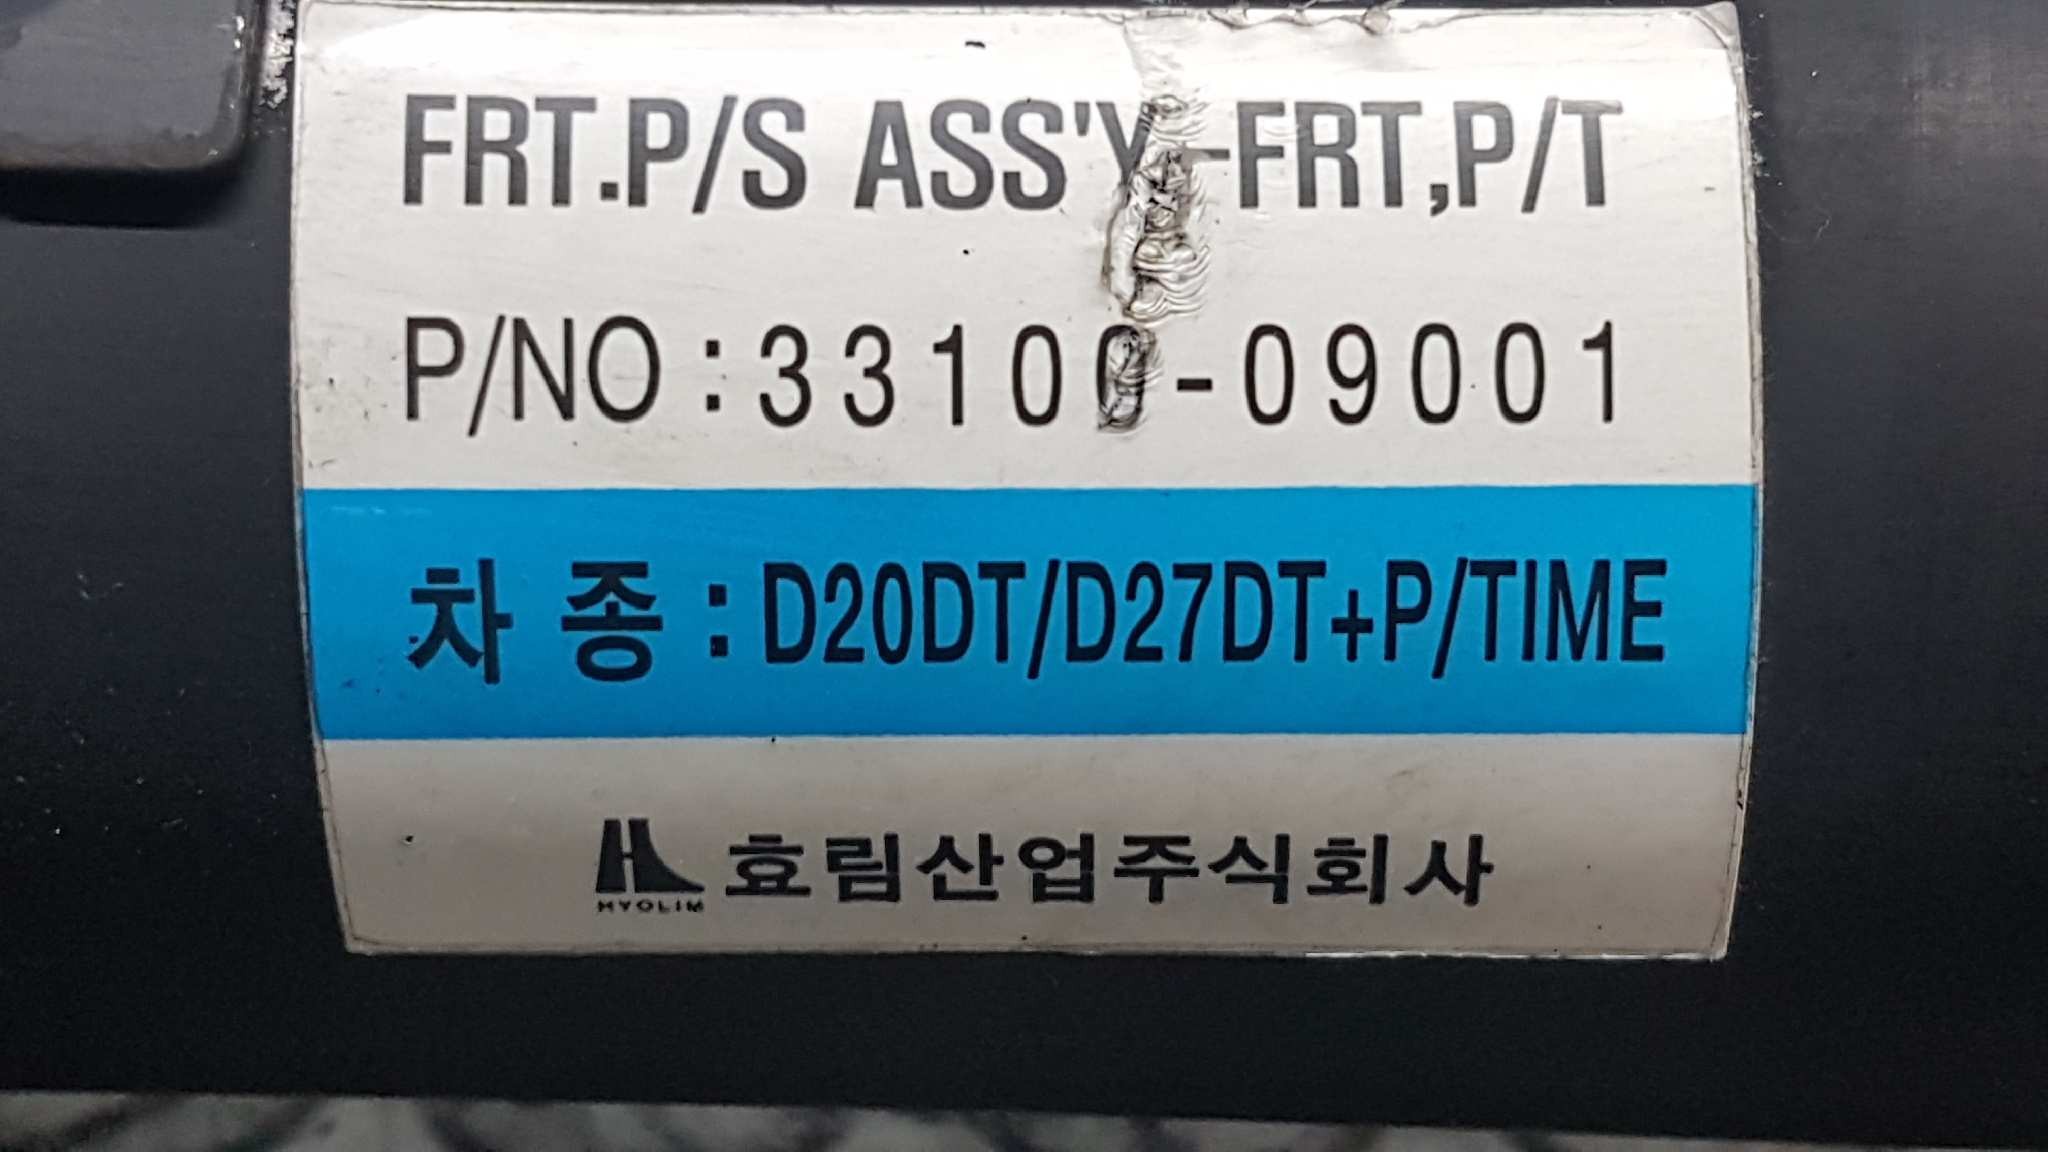 FRT.P/S ASS'Y-FRT,P/T
P/NO : 33100-09001
차 종 : D20DT/D27DT+P/TIME
HYOLIM 효림산업주식회사